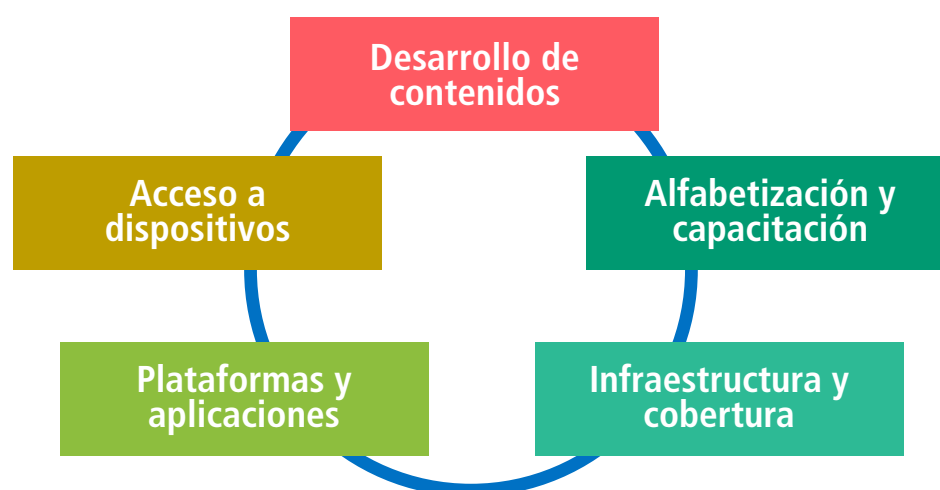 Desarrollo de
contenidos
Acceso a
dispositivos
Alfabetización y
capacitación
Plataformas y
aplicaciones
Infraestructura y
cobertura